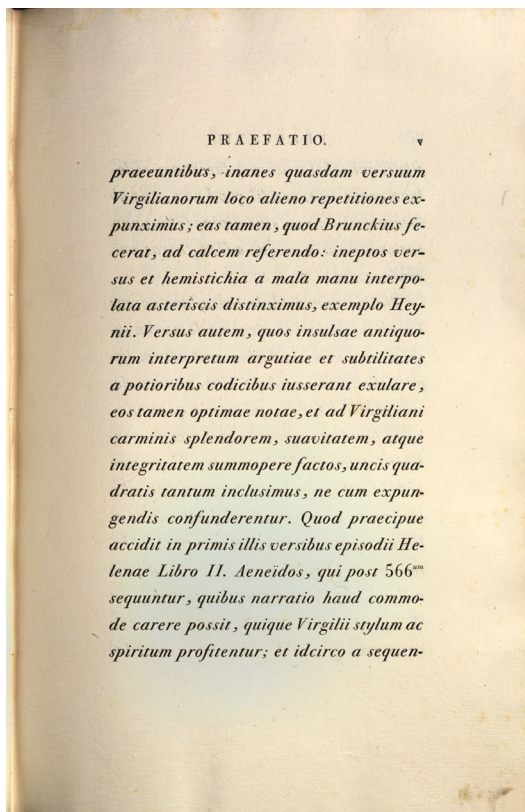 PRAEFATIO. v
praeeuntibus, inanes quasdam versuum
Virgilianorum loco alieno repetitiones ex-
punximus; eas tamen, quod Brunckius fe-
cerat, ad calcem referendo: ineptos ver-
sus et hemistichia a mala manu interpo-
lata asteriscis distinximus, exemplo Hey-
nii. Versus autem, quos insulsae antiquo-
rum interpretum argutiae et subtilitates
a potioribus codicibus iusserant exulare,
eos tamen optimae notae, et ad Virgiliani
carminis splendorem, suavitatem, atque
integritatem summopere factos, uncis qua-
dratis tantum inclusimus, ne cum expun-
gendis confunderentur. Quod praecipue
accidit in primis illis versibus episodii He-
lenae Libro II. Aeneïdos, qui post 566um
sequuntur, quibus narratio haud commo-
de carere possit, quique Virgilii stylum ac
spiritum profitentur; et idcirco a sequen-